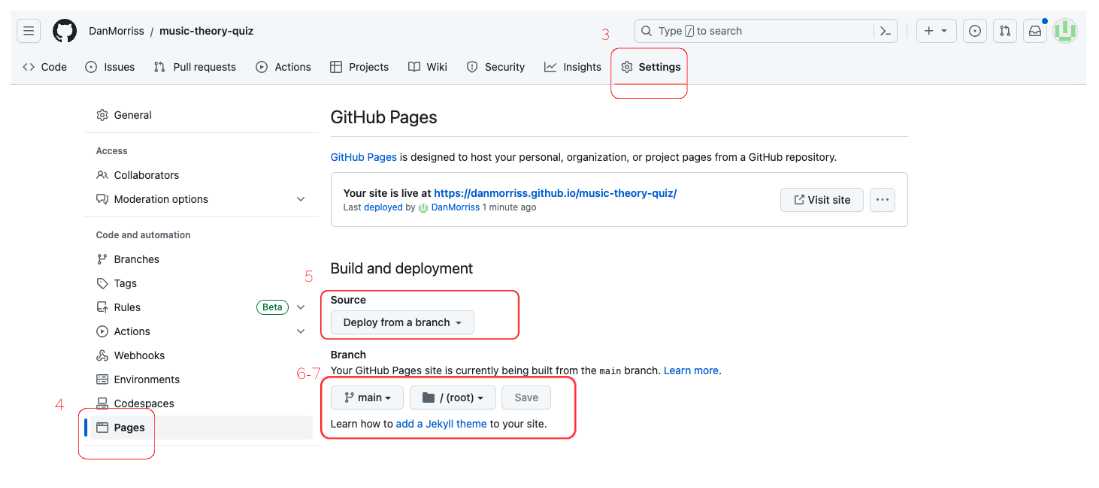 DanMorriss / music-theory-quiz
Type / to search
3
Code Issues Pull requests Actions Projects Wiki Security Insights Settings
General
Access
Collaborators
Moderation options
Code and automation
Branches
Tags
Rules Beta
Actions
Webhooks
Environments
Codespaces
4
Pages
GitHub Pages
GitHub Pages is designed to host your personal, organization, or project pages from a GitHub repository.
Your site is live at https://danmorriss.github.io/music-theory-quiz/
Last deployed by DanMorriss 1 minute ago
Visit site
Build and deployment
5
Source
Deploy from a branch
Branch
Your GitHub Pages site is currently being built from the main branch. Learn more.
6-7
main / (root) Save
Learn how to add a Jekyll theme to your site.